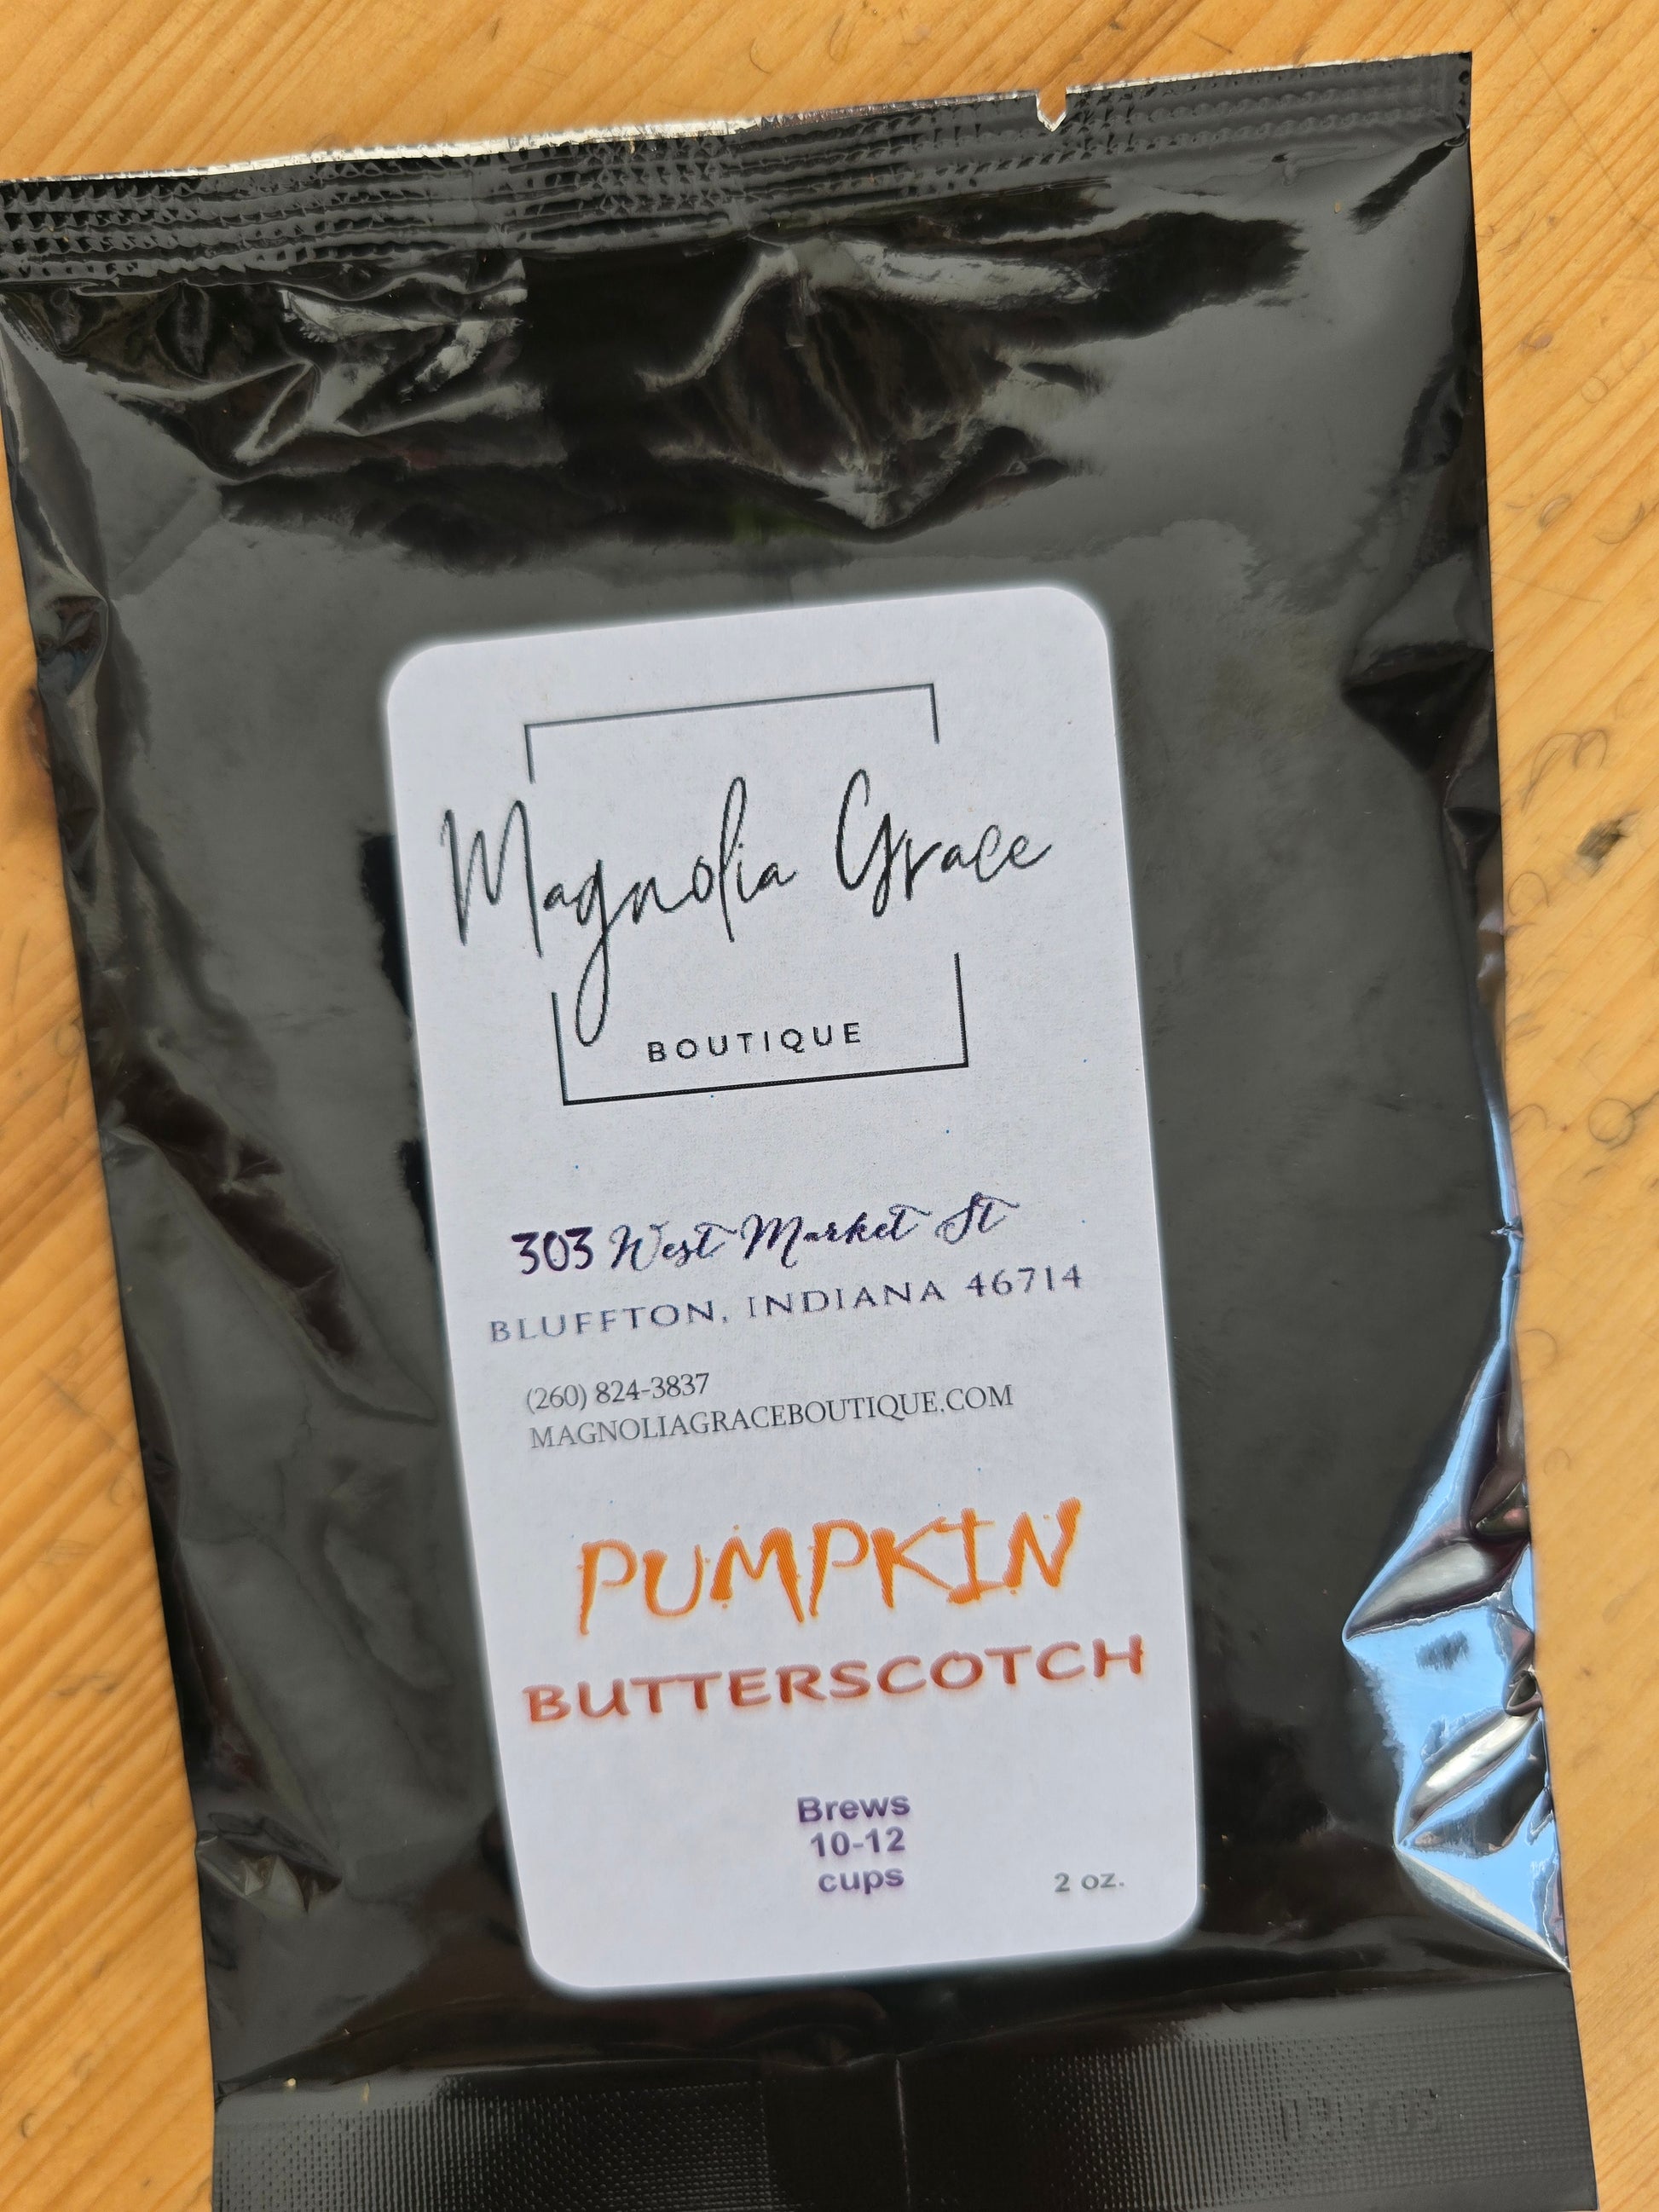 Magnolia Grace
BOUTIQUE
303 West Market St
BLUFFTON, INDIANA 46714
(260) 824-3837
MAGNOLIAGRACEBOUTIQUE.COM
PUMPKIN
BUTTERSCOTCH
Brews
10-12
cups
2 oz.